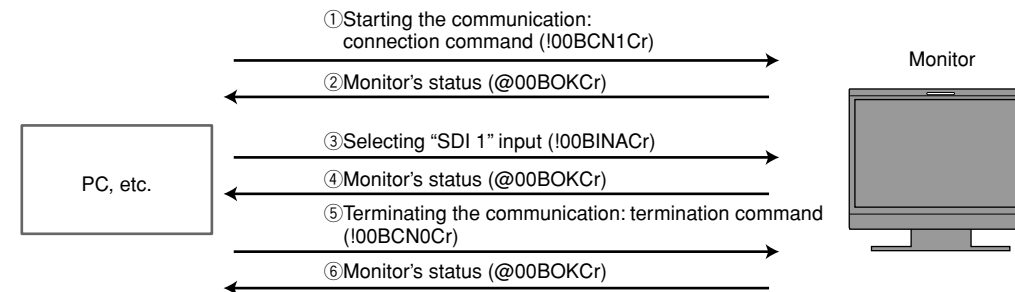 ①Starting the communication:
connection command (!00BCN1Cr)
Monitor
②Monitor's status (@00BOKCr)
③Selecting “SDI 1” input (!00BINACr)
PC, etc.
④Monitor's status (@00BOKCr)
⑤Terminating the communication: termination command
(!00BCN0Cr)
⑥Monitor's status (@00BOKCr)